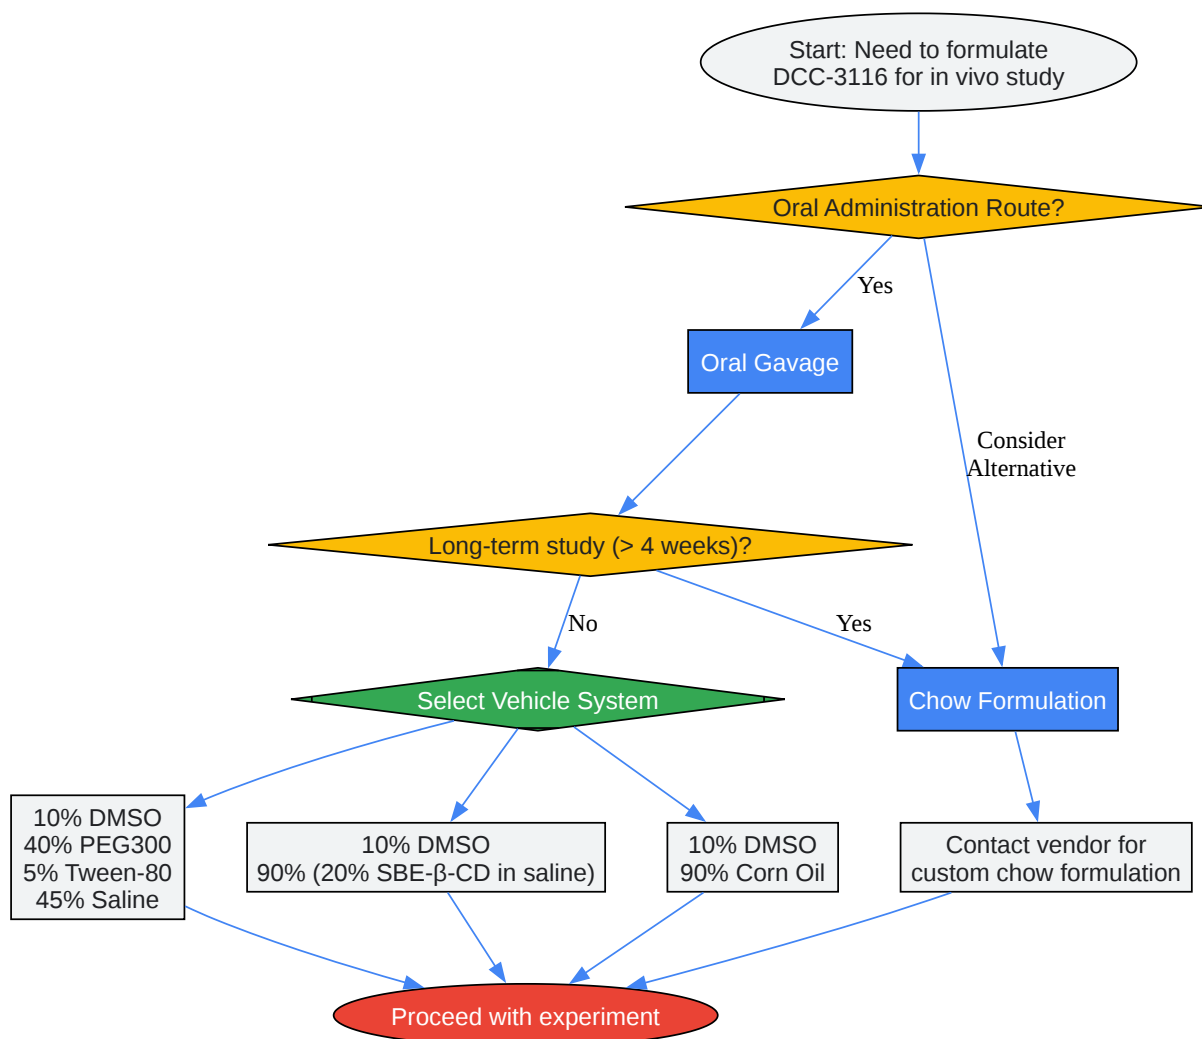 Start: Need to formulate
DCC-3116 for in vivo study
Oral Administration Route?
Yes
Oral Gavage
Consider
Alternative
Long-term study (> 4 weeks)?
No
Yes
Select Vehicle System
Chow Formulation
10% DMSO
40% PEG300
5% Tween-80
45% Saline
10% DMSO
90% (20% SBE-β-CD in saline)
10% DMSO
90% Corn Oil
Contact vendor for
custom chow formulation
Proceed with experiment